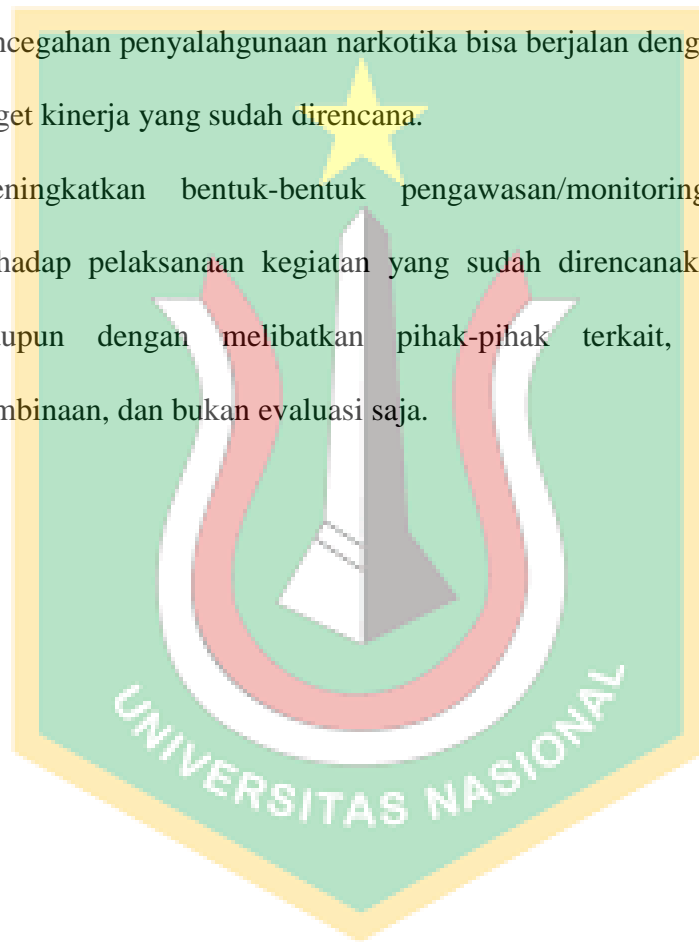 ncegahan penyalahgunaan narkotika bisa berjalan deng
get kinerja yang sudah direncana.
eningkatkan bentuk-bentuk pengawasan/monitoring
hadap pelaksanaan kegiatan yang sudah direncanak
upun dengan melibatkan pihak-pihak terkait,
mbinaan, dan bukan evaluasi saja.
UNIVERSITAS NASIONAL